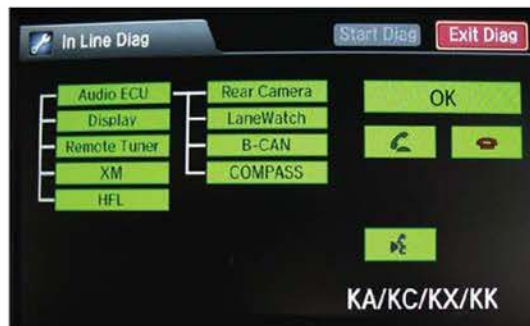 In Line Diag
Start Diag
Exit Diag
Audio ECU
Rear Camera
OK
Display
LaneWatch
Remote Tuner
B-CAN
XM
COMPASS
HFL
KA/KC/KX/KK